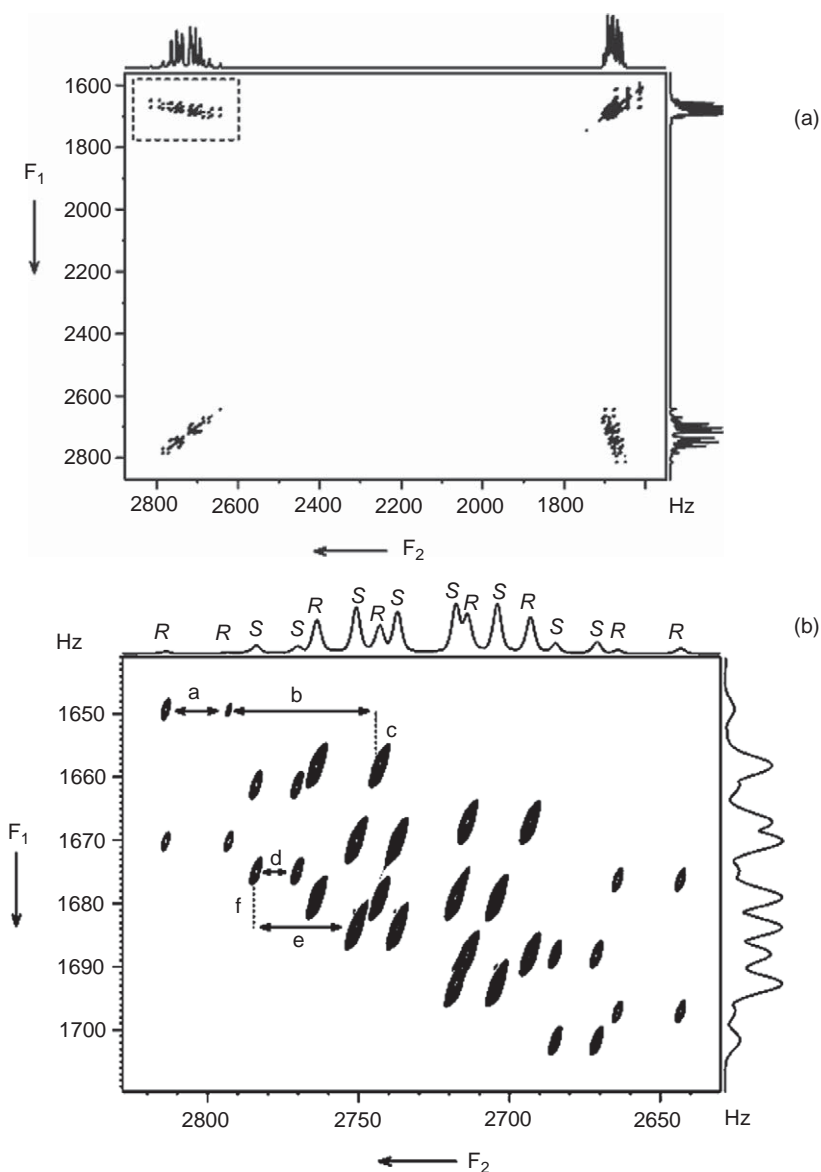 (a)
1600
1800
F1
2000
2200
2400
2600
2800
2800 2600 2400 2200 2000 1800 Hz
F2
(b)
Hz
R R S S R S R S S R S R S S R R
a b c
1650
1660
F1
1670
d
f
1680
e
1690
1700
2800 2750 2700 2650 Hz
F2